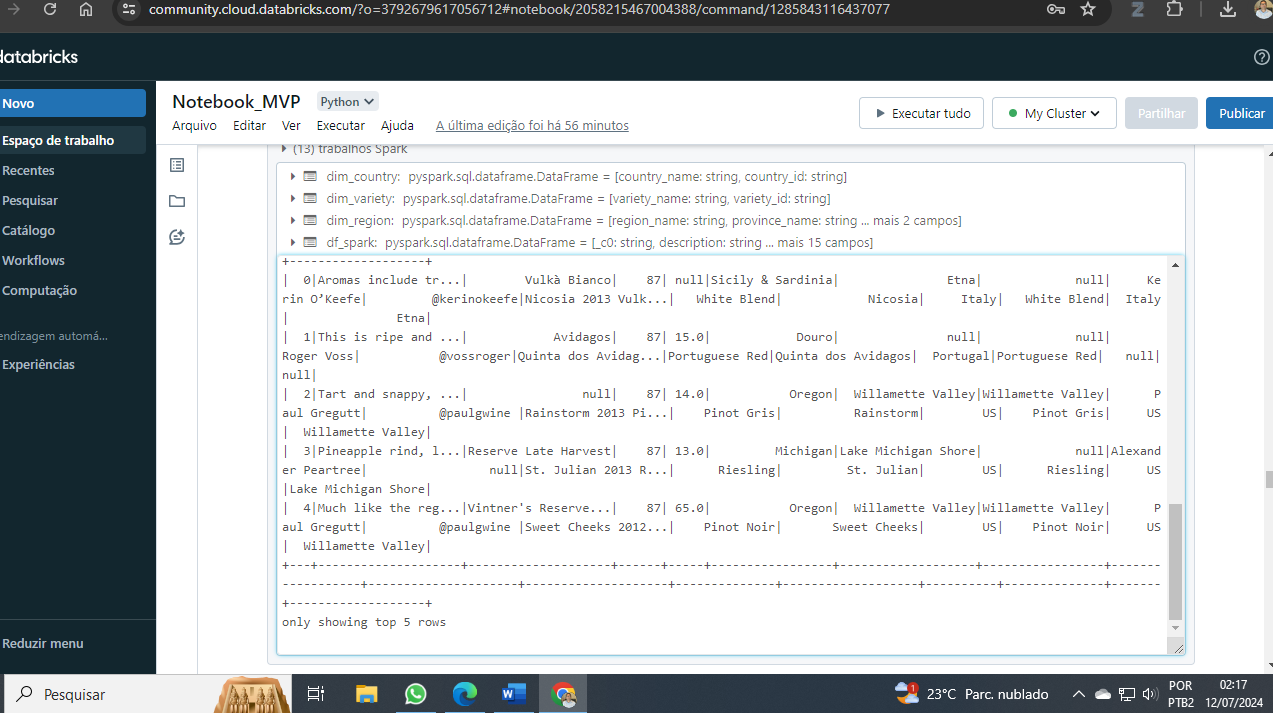 community.cloud.databricks.com/?o=3792679617056712#notebook/2058215467004388/command/1285843116437077
databricks
Novo
Espaço de trabalho
Recentes
Pesquisar
Catálogo
Workflows
Computação
endizagem automá...
Experiências
Reduzir menu
Notebook_MVP Python
Arquivo Editar Ver Executar Ajuda A última edição foi há 56 minutos
Executar tudo My Cluster Partilhar Publicar
(13) trabalhos Spark
dim_country: pyspark.sql.dataframe.DataFrame = [country_name: string, country_id: string]
dim_variety: pyspark.sql.dataframe.DataFrame = [variety_name: string, variety_id: string]
dim_region: pyspark.sql.dataframe.DataFrame = [region_name: string, province_name: string ... mais 2 campos]
df_spark: pyspark.sql.dataframe.DataFrame = [_c0: string, description: string ... mais 15 campos]
+------------------+
|  0|Aromas include tr...|        Vulkà Bianco|    87| null|Sicily & Sardinia|               Etna|             null|     Ke
rin O’Keefe|         @kerinokeefe|Nicosia 2013 Vulk...|   White Blend|            Nicosia|     Italy|   White Blend|  Italy
|               Etna|
|  1|This is ripe and ...|            Avidagos|    87| 15.0|            Douro|               null|             null|
Roger Voss|           @vossroger|Quinta dos Avidag...|Portuguese Red|Quinta dos Avidagos|  Portugal|Portuguese Red|   null|
null|
|  2|Tart and snappy, ...|                null|    87| 14.0|           Oregon|  Willamette Valley|Willamette Valley|      P
aul Gregutt|          @paulgwine |Rainstorm 2013 Pi...|    Pinot Gris|          Rainstorm|        US|    Pinot Gris|     US
|  Willamette Valley|
|  3|Pineapple rind, l...|Reserve Late Harvest|    87| 13.0|         Michigan|Lake Michigan Shore|             null|Alexand
er Peartree|                 null|St. Julian 2013 R...|      Riesling|         St. Julian|        US|      Riesling|     US
|Lake Michigan Shore|
|  4|Much like the reg...|Vintner's Reserve...|    87| 65.0|           Oregon|  Willamette Valley|Willamette Valley|      P
aul Gregutt|          @paulgwine |Sweet Cheeks 2012...|    Pinot Noir|       Sweet Cheeks|        US|    Pinot Noir|     US
|  Willamette Valley|
+---+--------------------+--------------------+------+-----+-----------------+-------------------+-----------------+-------
-----------+---------------------+--------------------+--------------+-------------------+----------+--------------+-------
+------------------+
only showing top 5 rows
Pesquisar
1
23°C Parc. nublado
POR
PTB2
02:17
12/07/2024